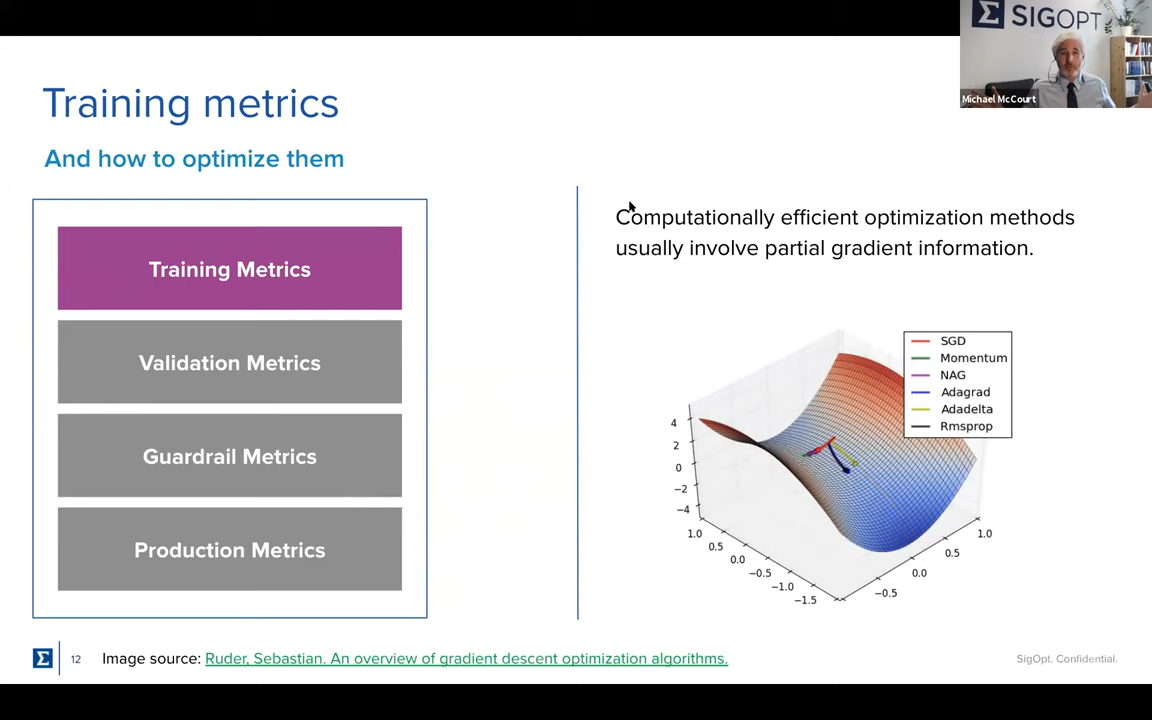 SIGOPT
Michael McCourt
Training metrics
And how to optimize them
Training Metrics
Validation Metrics
Guardrail Metrics
Production Metrics
Computationally efficient optimization methods
usually involve partial gradient information.
SGD
Momentum
NAG
Adagrad
Adadelta
Rmsprop
4
2
0
−2
−4
1.0
0.5
0.0
−0.5
−1.0
−1.5
−0.5
0.0
0.5
1.0
12
Image source: Ruder, Sebastian. An overview of gradient descent optimization algorithms.
SigOpt. Confidential.